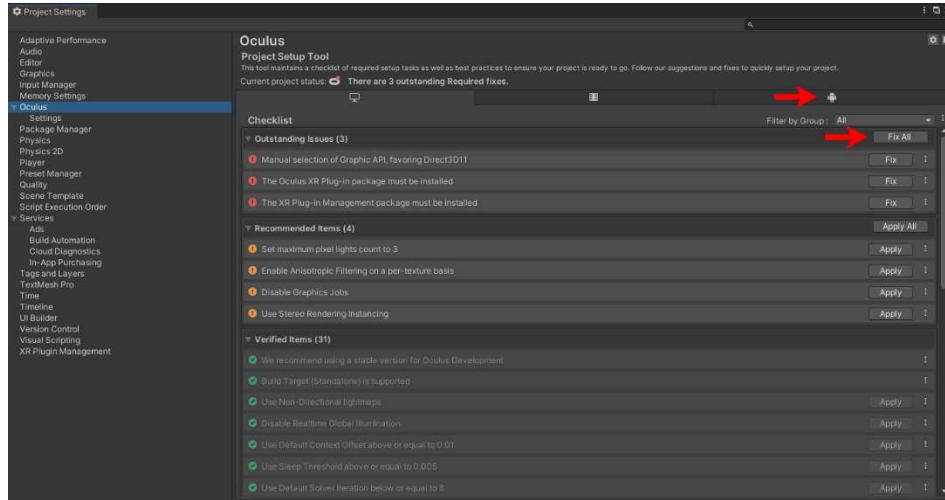 Project Settings
Adaptive Performance
Audio
Editor
Graphics
Input Manager
Memory Settings
Oculus
Settings
Package Manager
Physics
Physics 2D
Player
Preset Manager
Quality
Scene Template
Script Execution Order
Services
Ads
Build Automation
Cloud Diagnostics
In-App Purchasing
Tags and Layers
TextMesh Pro
Time
Timeline
UI Builder
Version Control
Visual Scripting
XR Plugin Management
Oculus
Project Setup Tool
This tool maintains a checklist of required setup tasks as well as best practices to ensure your project is ready to go. Follow our suggestions and fixes to quickly setup your project.
Current project status: There are 3 outstanding Required fixes.
Checklist Filter by Group : All
Outstanding Issues (3) Fix All
Manual selection of Graphic API, favoring Direct3D11 Fix
The Oculus XR Plug-in package must be installed Fix
The XR Plug-in Management package must be installed Fix
Recommended Items (4) Apply All
Set maximum pixel lights count to 3 Apply
Enable Anisotropic Filtering on a per-texture basis Apply
Disable Graphics Jobs Apply
Use Stereo Rendering Instancing Apply
Verified Items (31)
We recommend using a stable version for Oculus Development
Build Target (Standalone) is supported
Use Non-Directional lightmaps Apply
Disable Realtime Global Illumination Apply
Use Default Context Offset above or equal to 0.01 Apply
Use Sleep Threshold above or equal to 0.005 Apply
Use Default Solver Iteration below or equal to 8 Apply